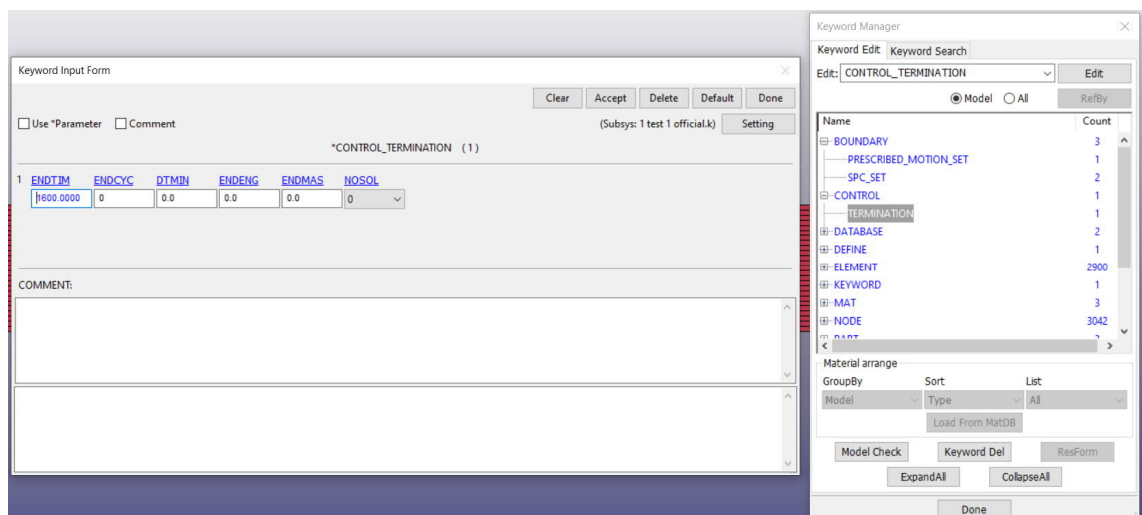 Keyword Input Form
Clear Accept Delete Default Done
Use *Parameter Comment (Subsys: 1 test 1 official.k) Setting
*CONTROL_TERMINATION (1)
1 ENDTIM ENDCYC DTMIN ENDENG ENDMAS NOSOL
1600.0000 0 0.0 0.0 0.0 0
COMMENT:
Keyword Manager
Keyword Edit Keyword Search
Edit: CONTROL_TERMINATION Edit
Model All RefBy
Name Count
BOUNDARY 3
PRESCRIBED_MOTION_SET 1
SPC_SET 2
CONTROL 1
TERMINATION 1
DATABASE 2
DEFINE 1
ELEMENT 2900
KEYWORD 1
MAT 3
NODE 3042
PART
Material arrange
GroupBy Sort List
Model Type All
Load From MatDB
Model Check Keyword Del ResForm
ExpandAll CollapseAll
Done